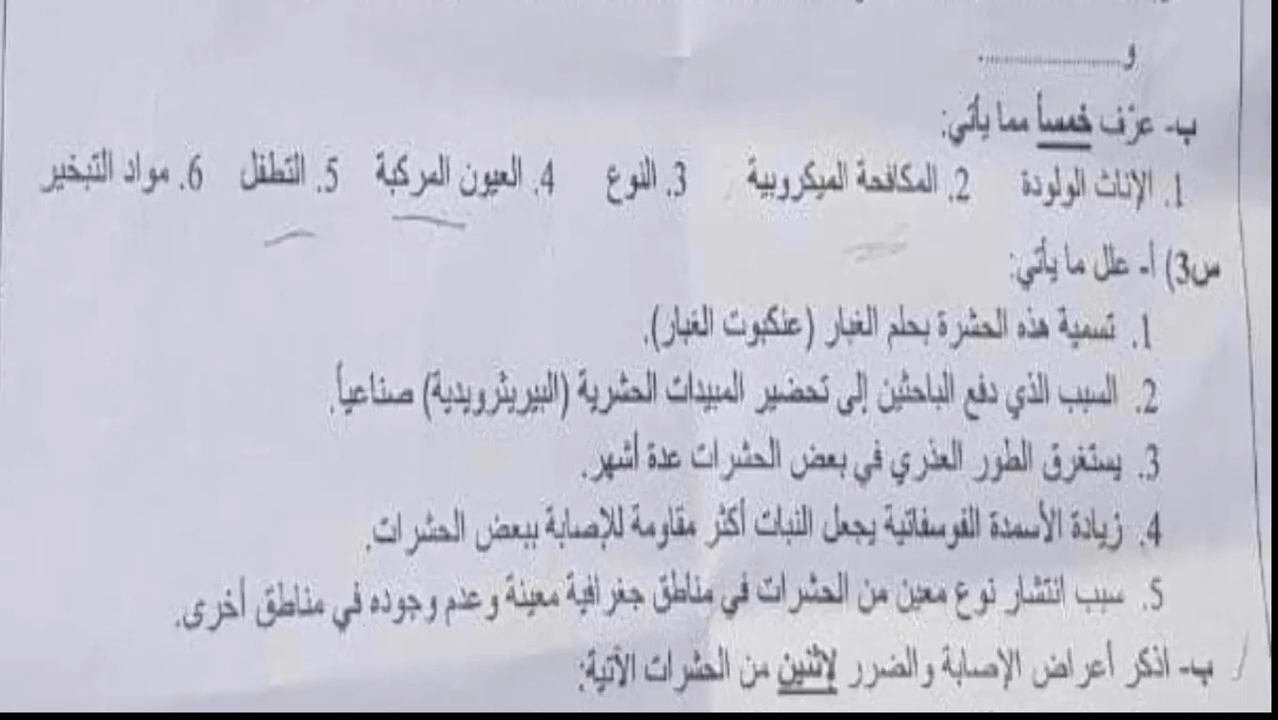 و....................
ب- عرّف خمساً مما يأتي:
1. الإناث الولودة 2. المكافحة الميكروبية 3. النوع 4. العيون المركبة 5. التطفل 6. مواد التبخير
س3) أ- علل ما يأتي:
1. تسمية هذه الحشرة بحلم الغبار (عنكبوت الغبار).
2. السبب الذي دفع الباحثين إلى تحضير المبيدات الحشرية (البيريثرويدية) صناعياً.
3. يستغرق الطور العذري في بعض الحشرات عدة أشهر.
4. زيادة الأسمدة الفوسفاتية يجعل النبات أكثر مقاومة للإصابة ببعض الحشرات.
5. سبب انتشار نوع معين من الحشرات في مناطق جغرافية معينة وعدم وجوده في مناطق أخرى.
ب- اذكر أعراض الإصابة والضرر لإثنين من الحشرات الآتية: